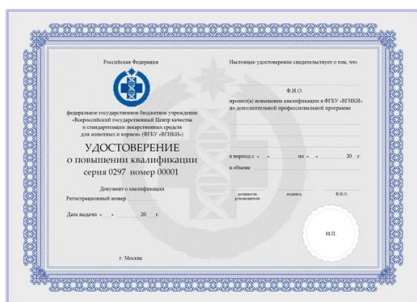 Российская Федерация
федеральное государственное бюджетное учреждение
«Всероссийский государственный Центр качества
и стандартизации лекарственных средств
для животных и кормов» (ФГБУ «ВГНКИ»)
УДОСТОВЕРЕНИЕ
о повышении квалификации
серия 0297 номер 00001
Документ о квалификации
Регистрационный номер
Дата выдачи « » 20 г.
г. Москва
Настоящее удостоверение свидетельствует о том, что
Ф.И.О.
прошел(а) повышение квалификации в ФГБУ «ВГНКИ»
по дополнительной профессиональной программе
в период с « » по « » 20 г.
в объеме
должность подпись Ф.И.О.
руководителя
М.П.